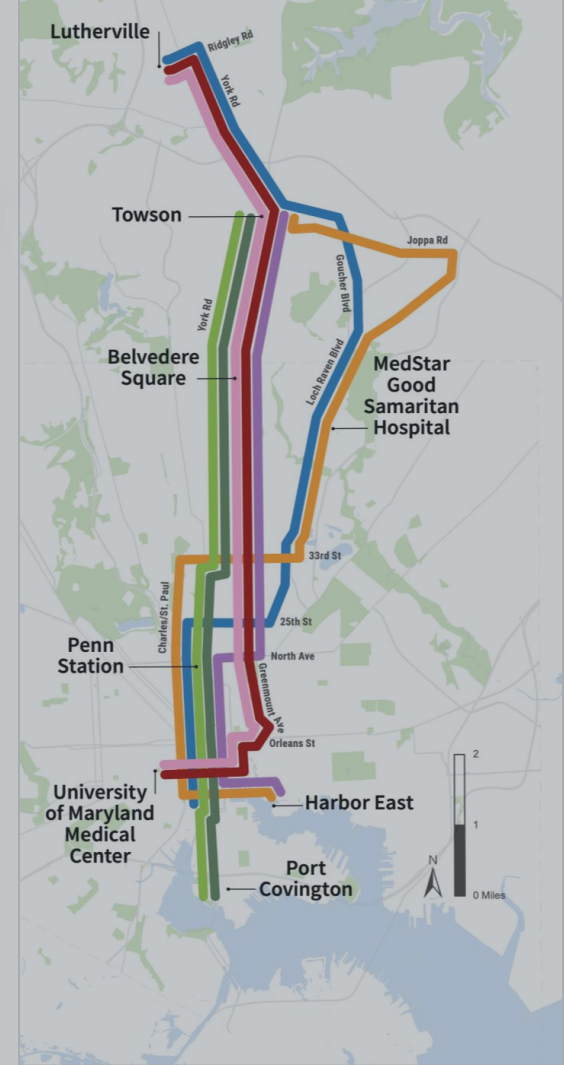 Lutherville
Ridgley Rd
York Rd
Towson
Joppa Rd
Goucher Blvd
York Rd
Belvedere
Square
Loch Raven Blvd
MedStar
Good
Samaritan
Hospital
33rd St
Charles/St. Paul
25th St
Penn
Station
North Ave
Greenmount Ave
Orleans St
2
University
of Maryland
Medical
Center
Harbor East
1
Port
Covington
N
0 Miles